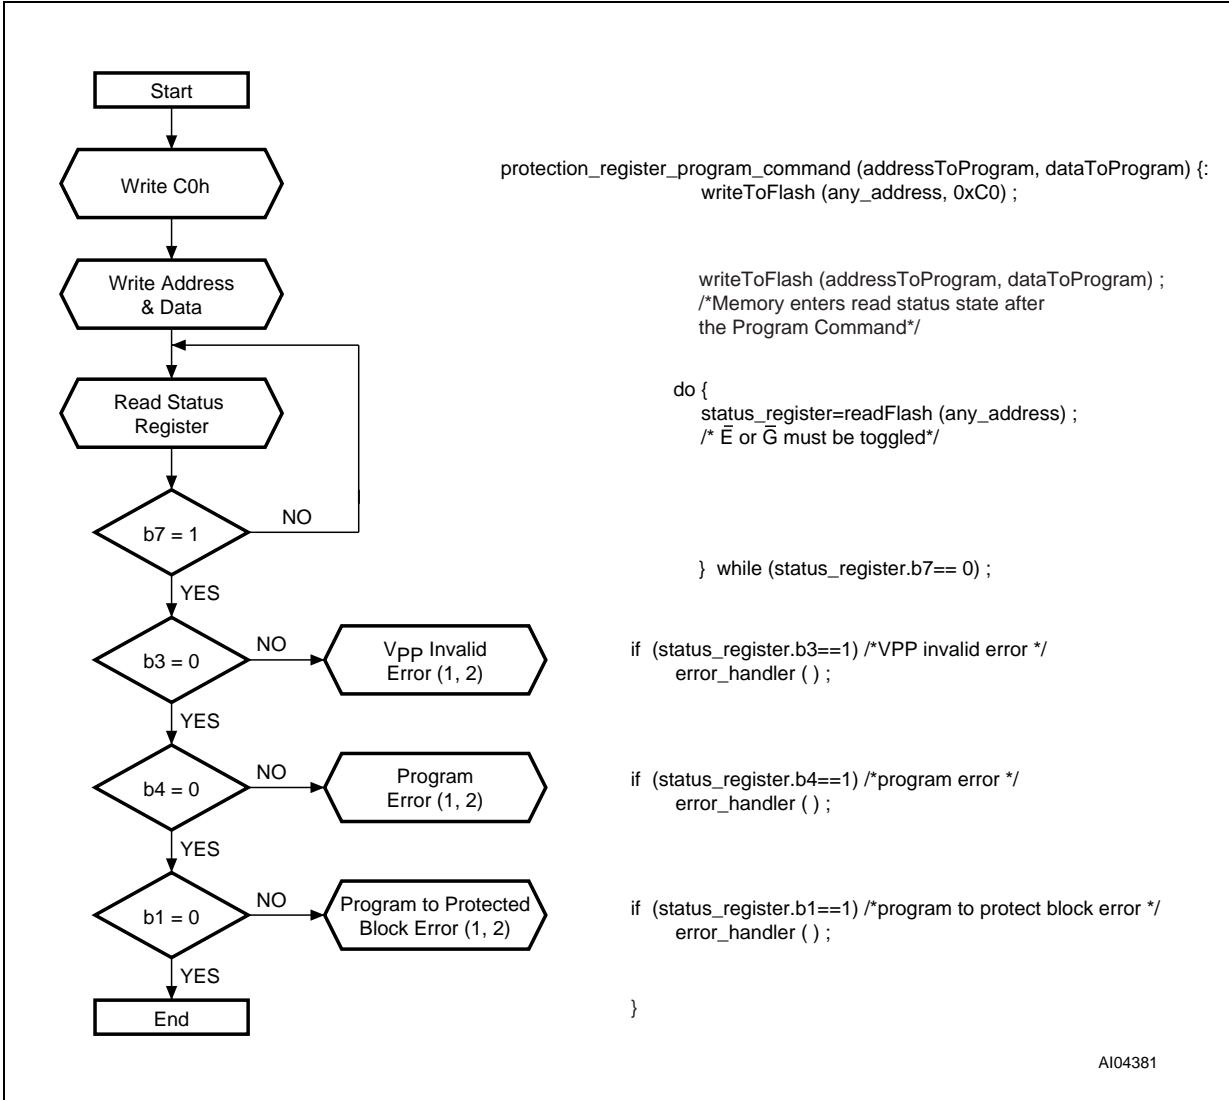 Start
Write C0h
protection_register_program_command (addressToProgram, dataToProgram) {:
writeToFlash (any_address, 0xC0) ;
Write Address
& Data
writeToFlash (addressToProgram, dataToProgram) ;
/*Memory enters read status state after
the Program Command*/
Read Status
Register
do {
status_register=readFlash (any_address) ;
/* E̅ or G̅ must be toggled*/
b7 = 1
NO
YES
} while (status_register.b7== 0) ;
b3 = 0
NO
YES
VPP Invalid
Error (1, 2)
if (status_register.b3==1) /*VPP invalid error */
error_handler ( ) ;
b4 = 0
NO
YES
Program
Error (1, 2)
if (status_register.b4==1) /*program error */
error_handler ( ) ;
b1 = 0
NO
YES
Program to Protected
Block Error (1, 2)
if (status_register.b1==1) /*program to protect block error */
error_handler ( ) ;
End
}
AI04381